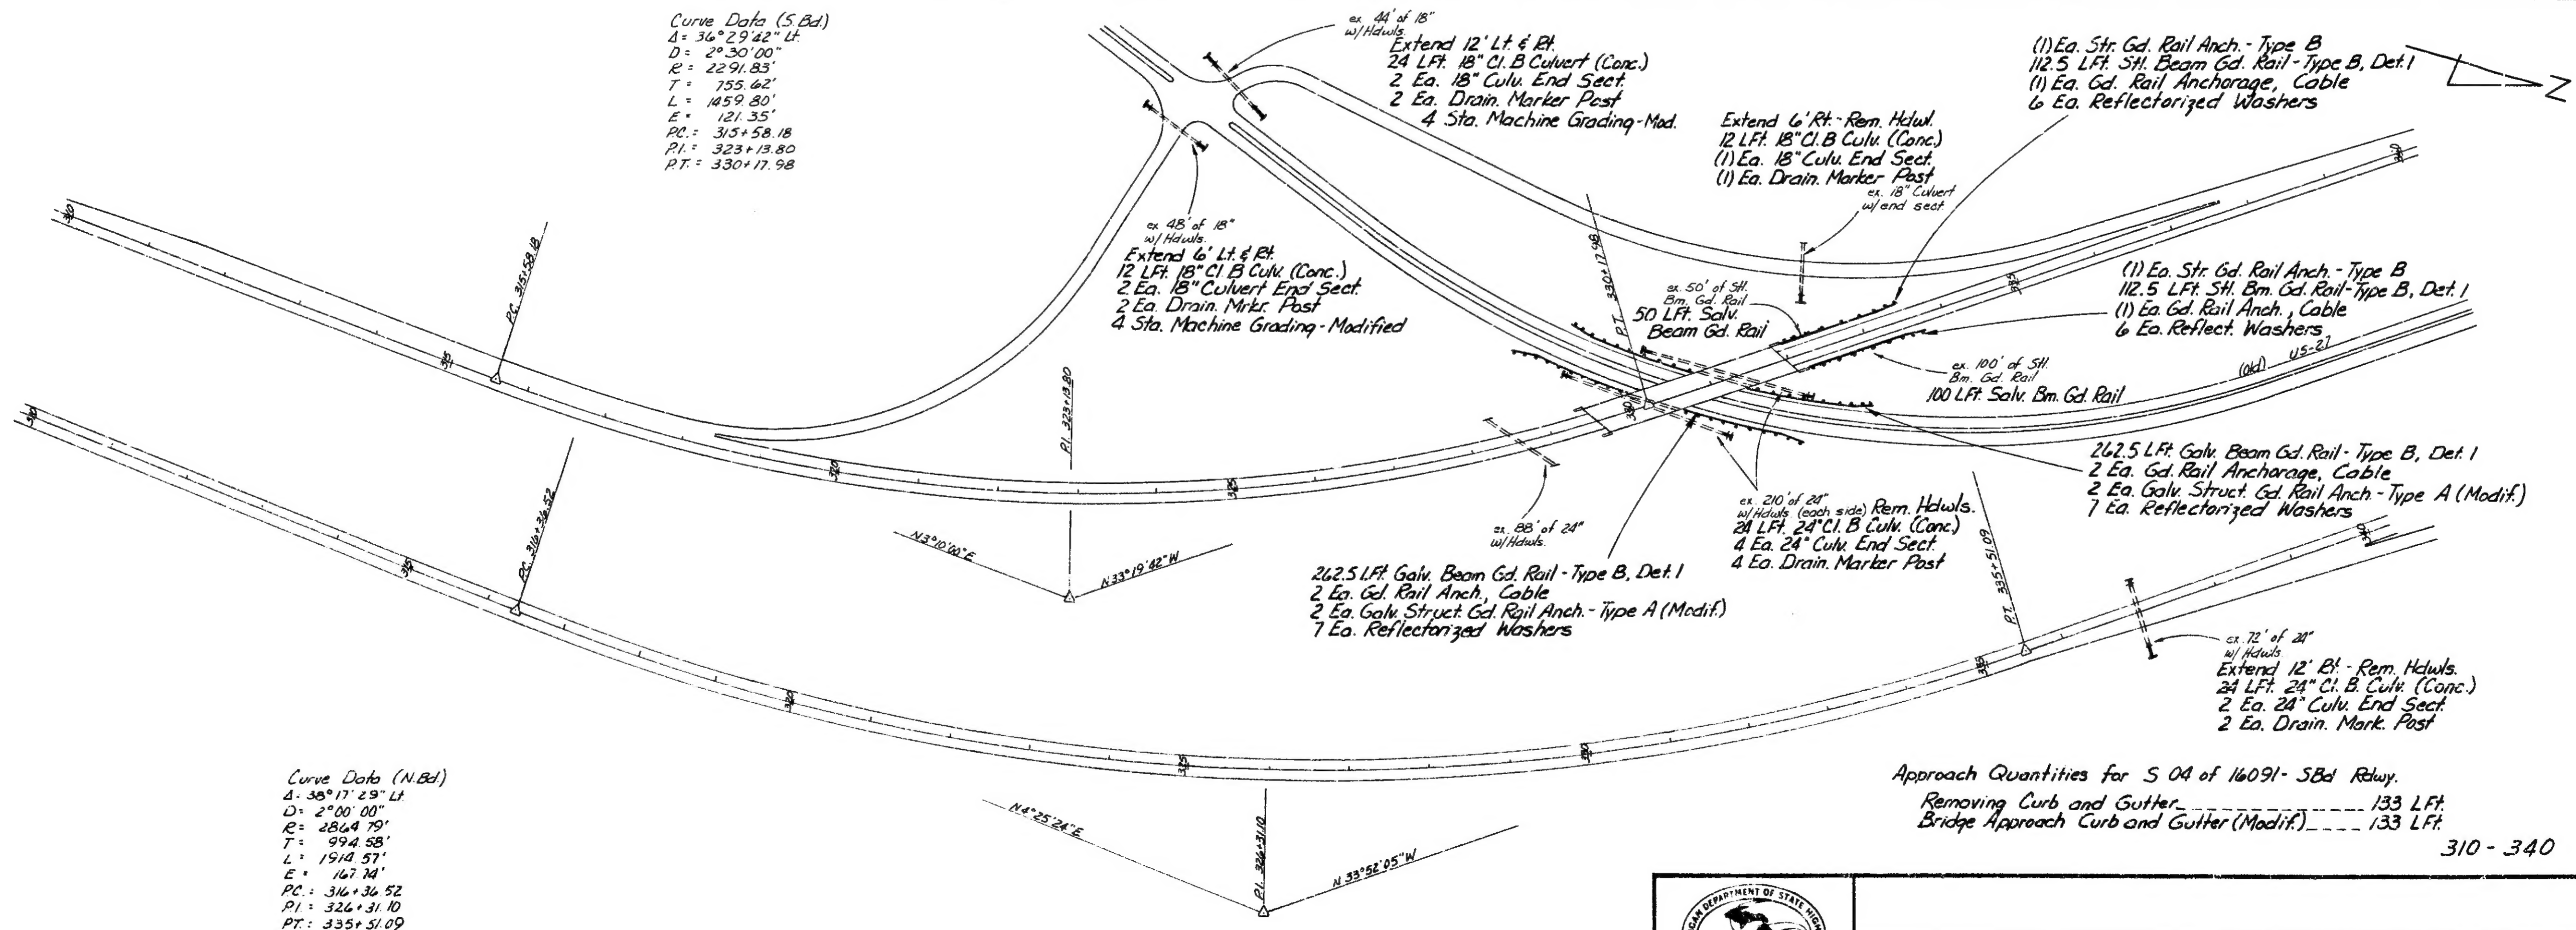 Curve Data (S.Bd.)
Δ = 36° 29' 42" Lt.
D = 2° 30' 00"
R = 2291.83'
T = 755.62'
L = 1459.80'
E = 121.35'
P.C. = 315+58.18
P.I. = 323+13.80
P.T. = 330+17.98
ex. 44' of 18"
w/Hdwls.
Extend 12' Lt. & Rt.
24 LFt. 18" Cl. B Culvert (Conc.)
2 Ea. 18" Culv. End Sect.
2 Ea. Drain. Marker Post
4 Sta. Machine Grading-Mod.
Extend 6' Rt.-Rem. Hdwl.
12 LFt. 18" Cl. B Culv. (Conc.)
(1) Ea. 18" Culv. End Sect.
(1) Ea. Drain. Marker Post
ex. 18" Culvert
w/end sect.
(1) Ea. Str. Gd. Rail Anch. - Type B
112.5 LFt. Stl. Beam Gd. Rail - Type B, Det. 1
(1) Ea. Gd. Rail Anchorage, Cable
6 Ea. Reflectorized Washers
Z
ex. 48' of 18"
w/Hdwls.
Extend 6' Lt. & Rt.
12 LFt. 18" Cl. B Culv. (Conc.)
2 Ea. 18" Culvert End Sect.
2 Ea. Drain. Mrkr. Post
4 Sta. Machine Grading - Modified
ex. 50' of Stl.
Bm. Gd. Rail
50 LFt. Salv.
Beam Gd. Rail
(1) Ea. Str. Gd. Rail Anch. - Type B
112.5 LFt. Stl. Bm. Gd. Rail-Type B, Det. 1
(1) Ea. Gd. Rail Anch., Cable
6 Ea. Reflect. Washers
ex. 100' of Stl.
Bm. Gd. Rail
100 LFt. Salv. Bm. Gd. Rail
(old) US-27
310
315
320
325
330
335
340
P.C. 315+58.18
P.I. 323+13.80
P.T. 330+17.98
N 3° 10' 00" E
N 33° 19' 42" W
ex. 88' of 24"
w/Hdwls.
ex. 210' of 24"
w/Hdwls (each side) Rem. Hdwls.
24 LFt. 24" Cl. B Culv. (Conc.)
4 Ea. 24" Culv. End Sect.
4 Ea. Drain. Marker Post
262.5 LFt. Galv. Beam Gd. Rail - Type B, Det. 1
2 Ea. Gd. Rail Anchorage, Cable
2 Ea. Galv. Struct. Gd. Rail Anch.-Type A (Modif.)
7 Ea. Reflectorized Washers
262.5 LFt. Galv. Beam Gd. Rail - Type B, Det. 1
2 Ea. Gd. Rail Anch., Cable
2 Ea. Galv. Struct. Gd. Rail Anch.-Type A (Modif.)
7 Ea. Reflectorized Washers
310
315
320
325
330
335
340
P.C. 316+36.52
P.I. 326+31.10
P.T. 335+51.09
N 4° 25' 24" E
N 33° 52' 05" W
ex. 72' of 24"
w/Hdwls.
Extend 12' Rt. - Rem. Hdwls.
24 LFt. 24" Cl. B. Culv. (Conc.)
2 Ea. 24" Culv. End Sect.
2 Ea. Drain. Mark. Post
Curve Data (N.Bd.)
Δ = 38° 17' 29" Lt.
D = 2° 00' 00"
R = 2864.79'
T = 994.58'
L = 1914.57'
E = 167.74'
P.C. = 316+36.52
P.I. = 326+31.10
P.T. = 335+51.09
Approach Quantities for S 04 of 16091- SBd Rdwy.
Removing Curb and Gutter 133 LFt.
Bridge Approach Curb and Gutter (Modif.) 133 LFt.
310 - 340
DEPARTMENT OF STATE